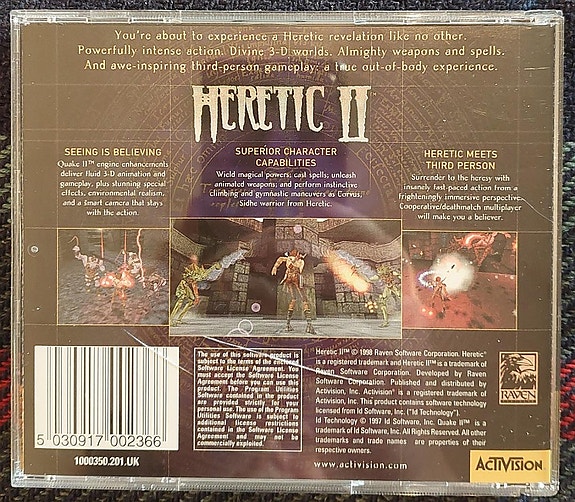 You're about to experience a Heretic revelation like no other.
Powerfully intense action. Divine 3-D worlds. Almighty weapons and spells.
And awe-inspiring third-person gameplay: a true out-of-body experience.
HERETIC II
SEEING IS BELIEVING
Quake II™ engine enhancements
deliver fluid 3-D animation and
gameplay, plus stunning special
effects, environmental realism,
and a smart camera that stays
with the action.
SUPERIOR CHARACTER
CAPABILITIES
Wield magical powers; cast spells; unleash
animated weapons; and perform instinctive
climbing and gymnastic maneuvers as Corvus,
Sidhe warrior from Heretic.
HERETIC MEETS
THIRD PERSON
Surrender to the heresy with
insanely fast-paced action from a
frighteningly immersive perspective.
Cooperative/deathmatch multiplayer
will make you a believer.
5 030917 002366
1000350.201.UK
The use of this software product is
subject to the terms of the enclosed
Software License Agreement. You
must accept the Software License
Agreement before you can use this
product. The Program Utilities
Software contained in the product
are provided strictly for your
personal use. The use of the Program
Utilities Software is subject to
additional license restrictions
contained in the Software License
Agreement and may not be
commercially exploited.
Heretic II™ © 1998 Raven Software Corporation. Heretic®
is a registered trademark and Heretic II™ is a trademark of
Raven Software Corporation. Developed by Raven
Software Corporation. Published and distributed by
Activision, Inc. Activision® is a registered trademark of
Activision, Inc. This product contains software technology
licensed from Id Software, Inc. ("Id Technology").
Id Technology © 1997 Id Software, Inc. Quake II™ is a
trademark of Id Software, Inc. All Rights Reserved. All other
trademarks and trade names are properties of their
respective owners.
www.activision.com
RAVEN
ACTIVISION